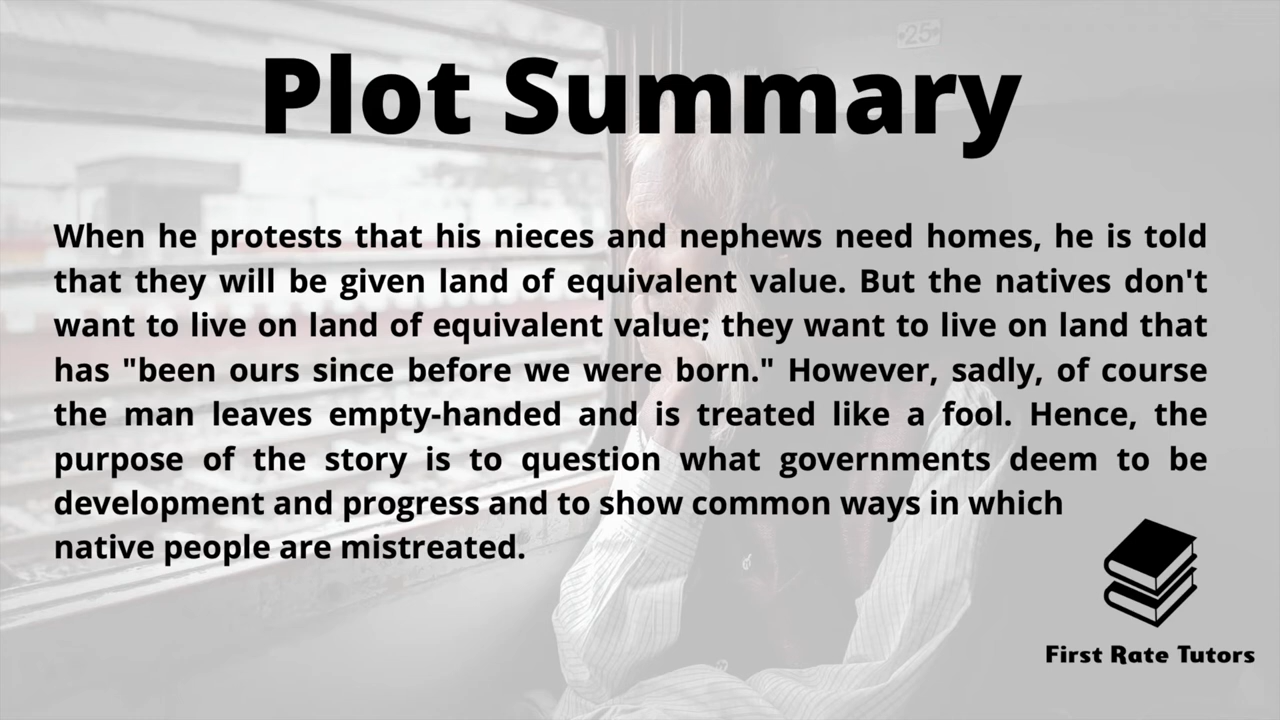 ·25·
Plot Summary
When he protests that his nieces and nephews need homes, he is told
that they will be given land of equivalent value. But the natives don't
want to live on land of equivalent value; they want to live on land that
has "been ours since before we were born." However, sadly, of course
the man leaves empty-handed and is treated like a fool. Hence, the
purpose of the story is to question what governments deem to be
development and progress and to show common ways in which
native people are mistreated.
First Rate Tutors